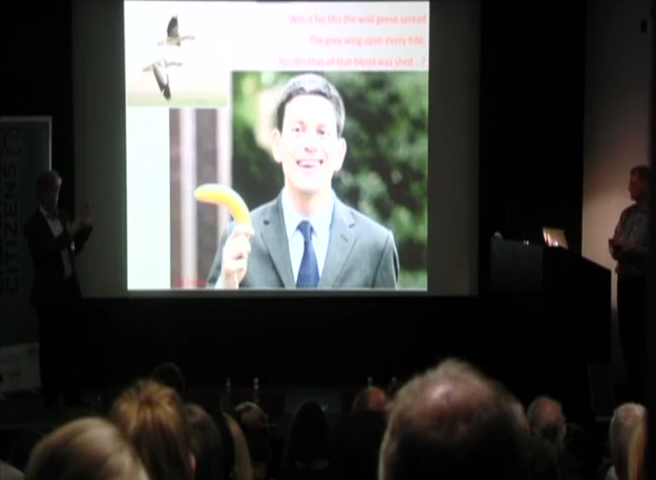 Was it for this the wild geese spread
The grey wing upon every tide;
For this that all that blood was shed ...?
CITIZENS